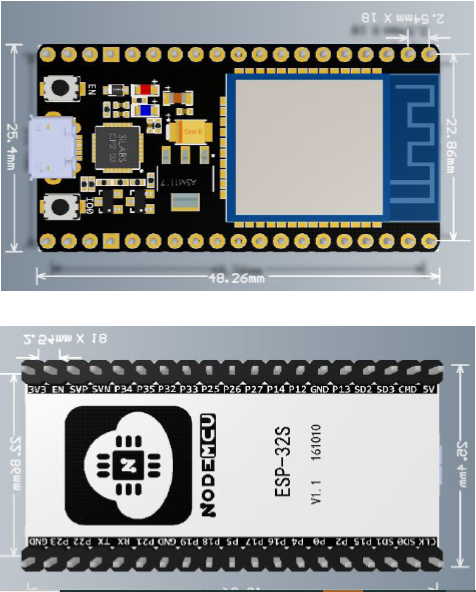 2.54mm X 18
EN
25.4mm
SILABS
22.86mm
IO0
48.26mm
2.54mm X 18
3V3 EN SVP SVN P34 P35 P32 P33 P25 P26 P27 P14 P12 GND P13 SD2 SD3 CMD 5V
22.86mm
N
NODEMCU
ESP-32S
V1.1 161010
25.4mm
GND P23 P22 TX RX P21 GND P19 P18 P5 P17 P16 P4 P0 P2 P15 SD1 SD0 CLK